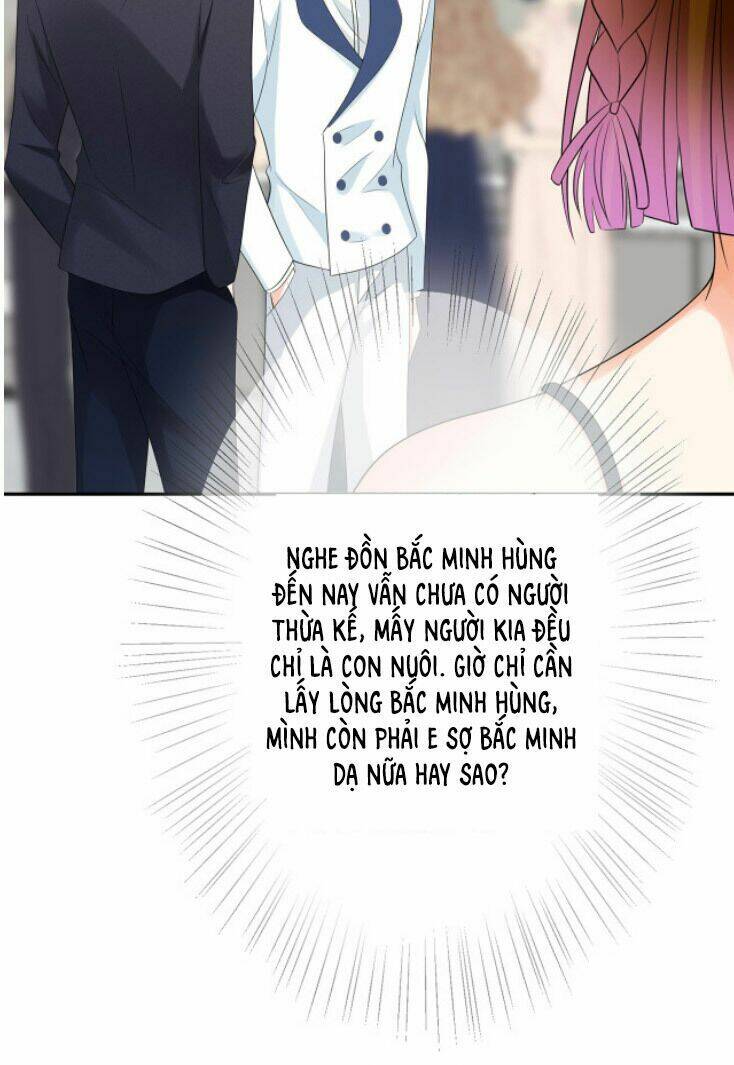 NGHE ĐỒN BẮC MINH HÙNG
ĐẾN NAY VẪN CHƯA CÓ NGƯỜI
THỪA KẾ, MẤY NGƯỜI KIA ĐỀU
CHỈ LÀ CON NUÔI. GIỜ CHỈ CẦN
LẤY LÒNG BẮC MINH HÙNG,
MÌNH CÒN PHẢI E SỢ BẮC MINH
DẠ NỮA HAY SAO?